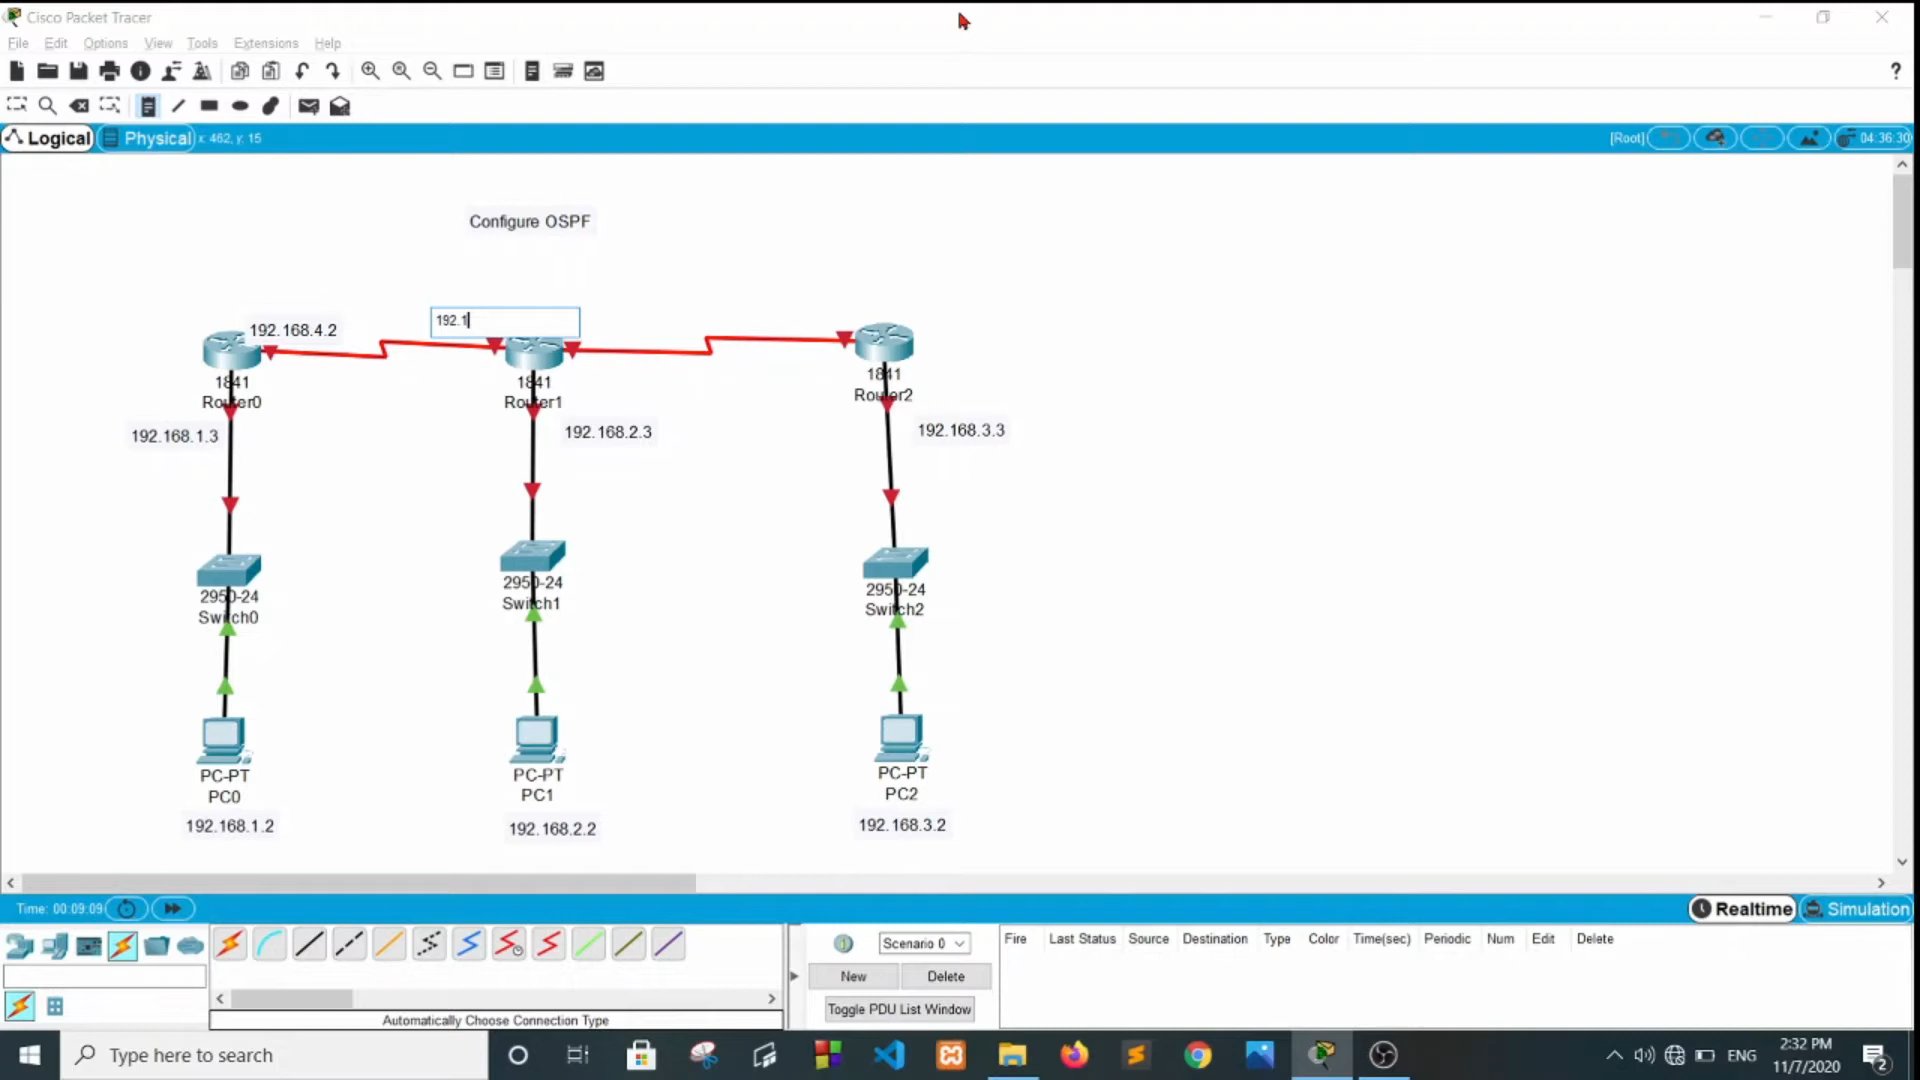 Cisco Packet Tracer
File Edit Options View Tools Extensions Help
?
Logical Physical x: 462, y: 15 [Root] 04:36:30
Configure OSPF
192.168.4.2
192.1
1841
Router0
1841
Router1
1841
Router2
192.168.1.3
192.168.2.3
192.168.3.3
2950-24
Switch0
2950-24
Switch1
2950-24
Switch2
PC-PT
PC0
192.168.1.2
PC-PT
PC1
192.168.2.2
PC-PT
PC2
192.168.3.2
Time: 00:09:09 Realtime Simulation
Scenario 0
New Delete
Toggle PDU List Window
Fire Last Status Source Destination Type Color Time(sec) Periodic Num Edit Delete
Automatically Choose Connection Type
Type here to search
ENG
2:32 PM
11/7/2020
2